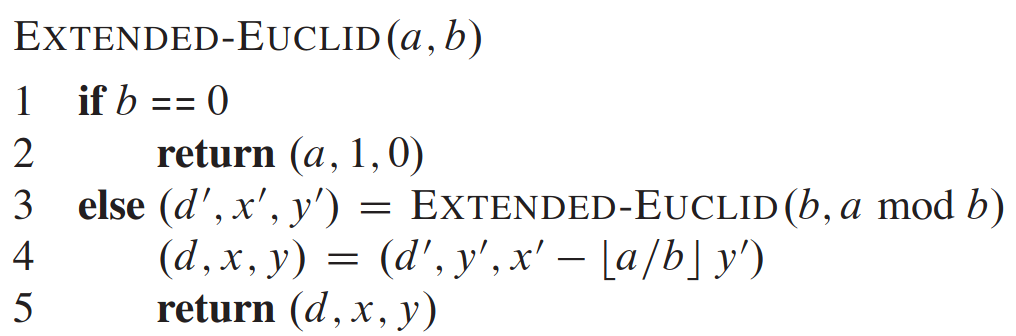 EXTENDED-EUCLID(a, b)
1 if b == 0
2 return (a, 1, 0)
3 else (d′, x′, y′) = EXTENDED-EUCLID(b, a mod b)
4 (d, x, y) = (d′, y′, x′ − ⌊a/b⌋ y′)
5 return (d, x, y)